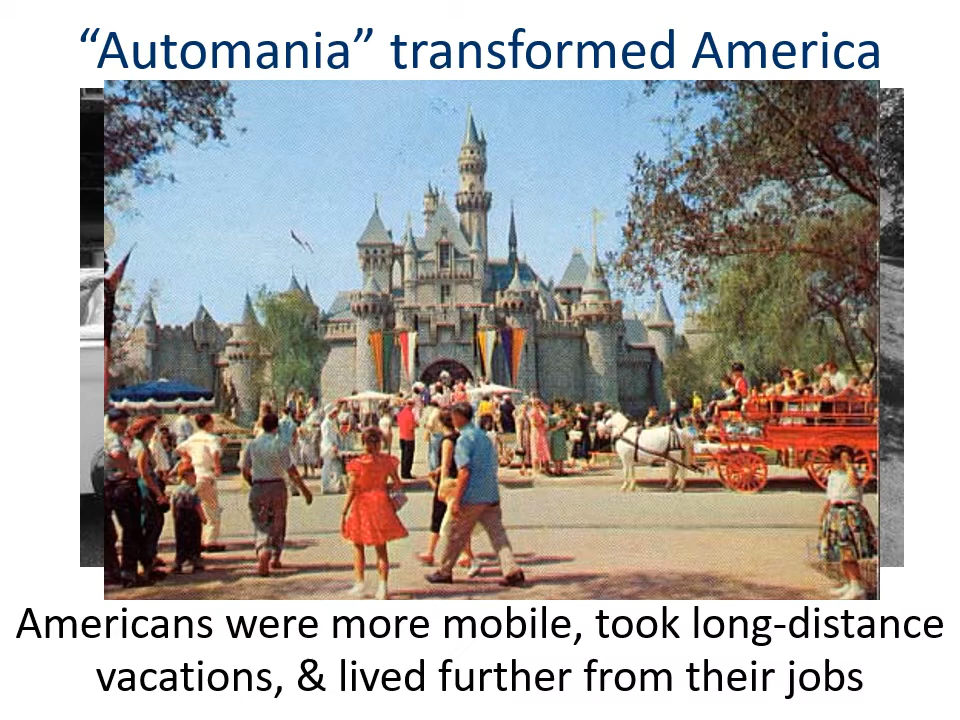 “Automania” transformed America
Americans were more mobile, took long-distance
vacations, & lived further from their jobs